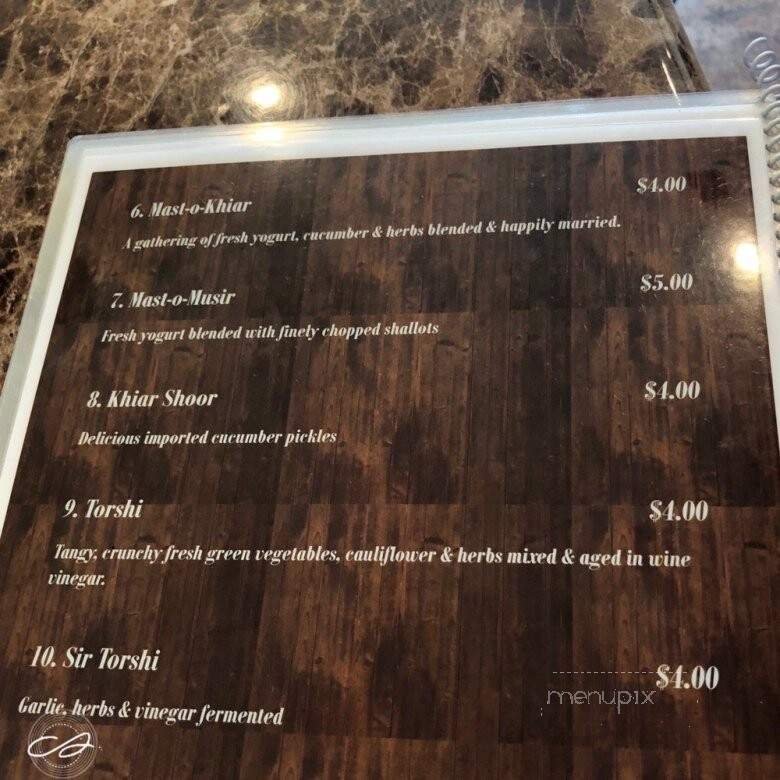 6. Mast-o-Khiar $4.00
A gathering of fresh yogurt, cucumber & herbs blended & happily married.
7. Mast-o-Musir $5.00
Fresh yogurt blended with finely chopped shallots
8. Khiar Shoor $4.00
Delicious imported cucumber pickles
9. Torshi $4.00
Tangy, crunchy fresh green vegetables, cauliflower & herbs mixed & aged in wine
vinegar.
10. Sir Torshi $4.00
menupix
Garlic, herbs & vinegar fermented
ca